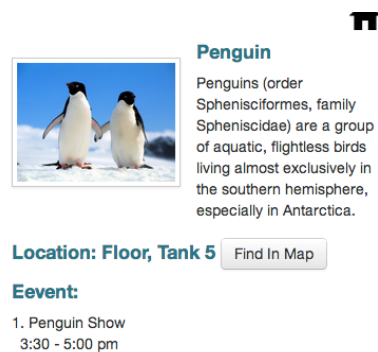 Penguin
Penguins (order
Sphenisciformes, family
Spheniscidae) are a group
of aquatic, flightless birds
living almost exclusively in
the southern hemisphere,
especially in Antarctica.
Location: Floor, Tank 5 Find In Map
Eevent:
1. Penguin Show
3:30 - 5:00 pm